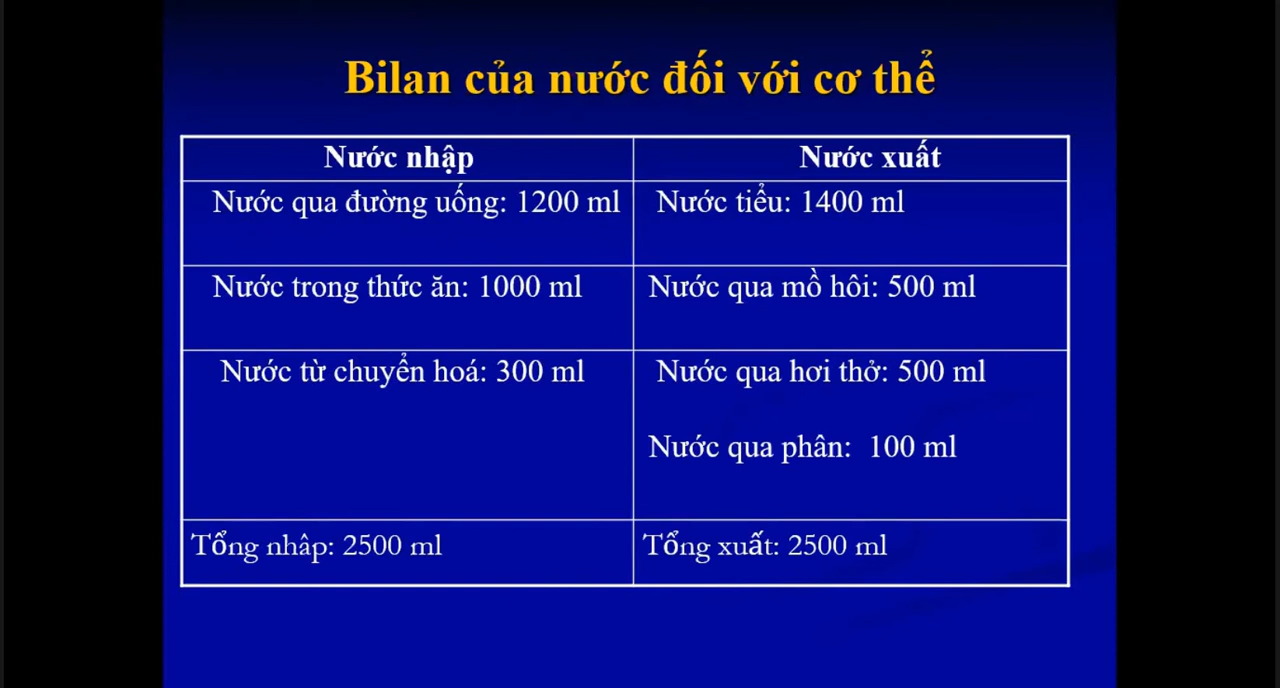 Bilan của nước đối với cơ thể
Nước nhập
Nước xuất
Nước qua đường uống: 1200 ml
Nước tiểu: 1400 ml
Nước trong thức ăn: 1000 ml
Nước qua mồ hôi: 500 ml
Nước từ chuyển hoá: 300 ml
Nước qua hơi thở: 500 ml
Nước qua phân: 100 ml
Tổng nhâp: 2500 ml
Tổng xuất: 2500 ml